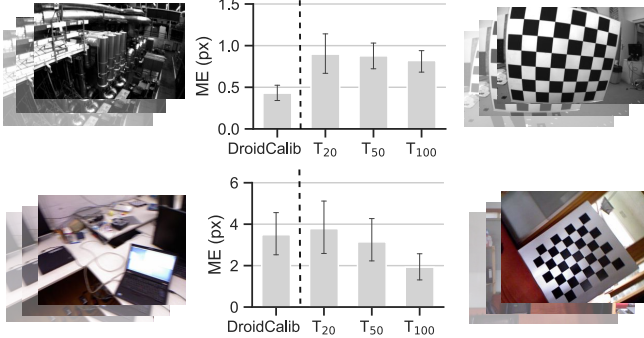 1.5
1.0
0.5
0.0
ME (px)
DroidCalib T₂₀ T₅₀ T₁₀₀
6
4
2
0
ME (px)
DroidCalib T₂₀ T₅₀ T₁₀₀